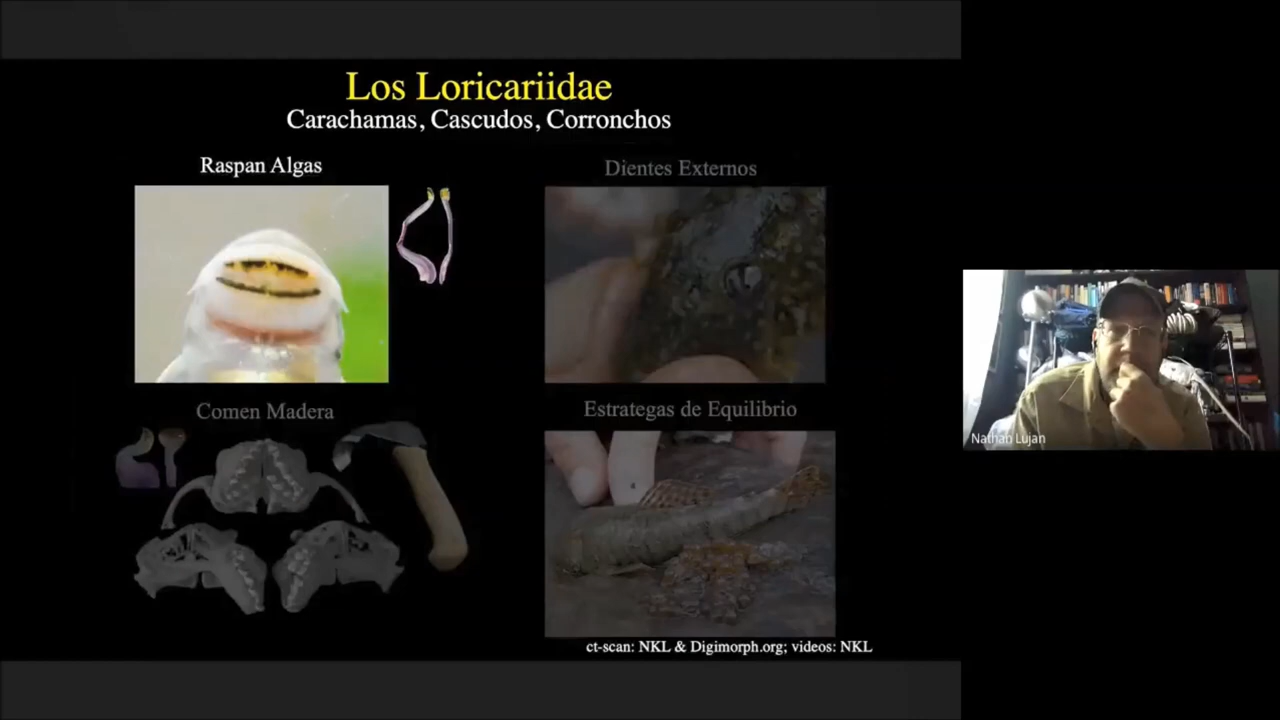 Los Loricariidae
Carachamas, Cascudos, Corronchos
Raspan Algas
Dientes Externos
Comen Madera
Estrategas de Equilibrio
ct-scan: NKL & Digimorph.org; videos: NKL
Nathan Lujan